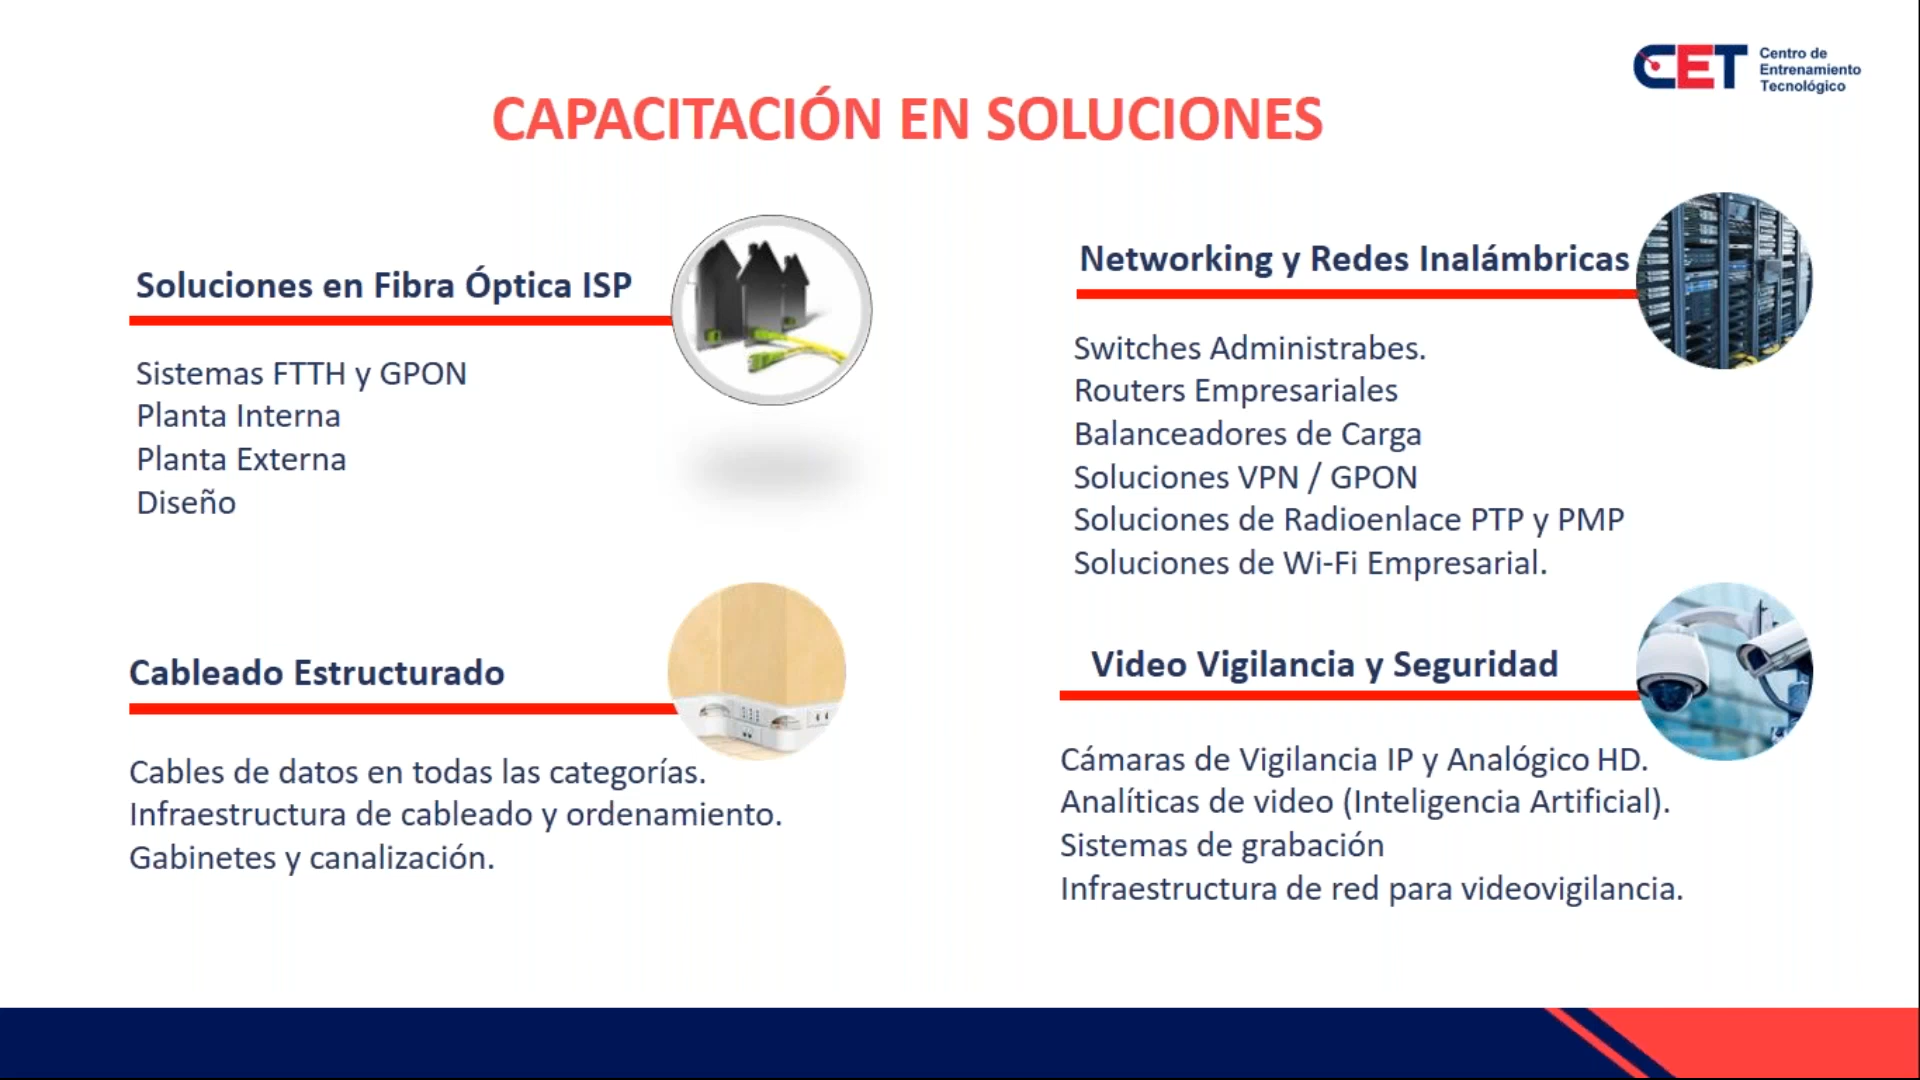 CET Centro de
Entrenamiento
Tecnológico
CAPACITACIÓN EN SOLUCIONES
Soluciones en Fibra Óptica ISP
Sistemas FTTH y GPON
Planta Interna
Planta Externa
Diseño
Networking y Redes Inalámbricas
Switches Administrabes.
Routers Empresariales
Balanceadores de Carga
Soluciones VPN / GPON
Soluciones de Radioenlace PTP y PMP
Soluciones de Wi-Fi Empresarial.
Cableado Estructurado
Cables de datos en todas las categorías.
Infraestructura de cableado y ordenamiento.
Gabinetes y canalización.
Video Vigilancia y Seguridad
Cámaras de Vigilancia IP y Analógico HD.
Analíticas de video (Inteligencia Artificial).
Sistemas de grabación
Infraestructura de red para videovigilancia.